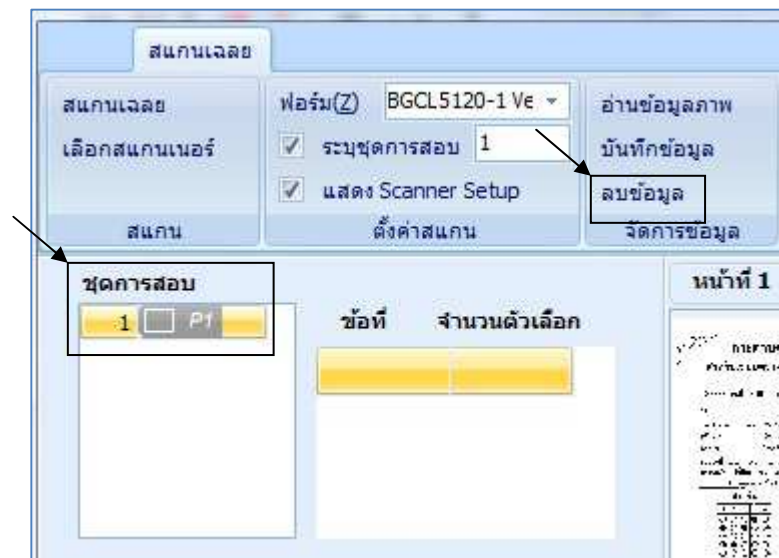 สแกนเฉลย
สแกนเฉลย
เลือกสแกนเนอร์
สแกน
ฟอร์ม(Z) BGCL5120-1 Ve
ระบุชุดการสอบ 1
แสดง Scanner Setup
ตั้งค่าสแกน
อ่านข้อมูลภาพ
บันทึกข้อมูล
ลบข้อมูล
จัดการข้อมูล
ชุดการสอบ
1 P1
ข้อที่ จำนวนตัวเลือก
หน้าที่ 1